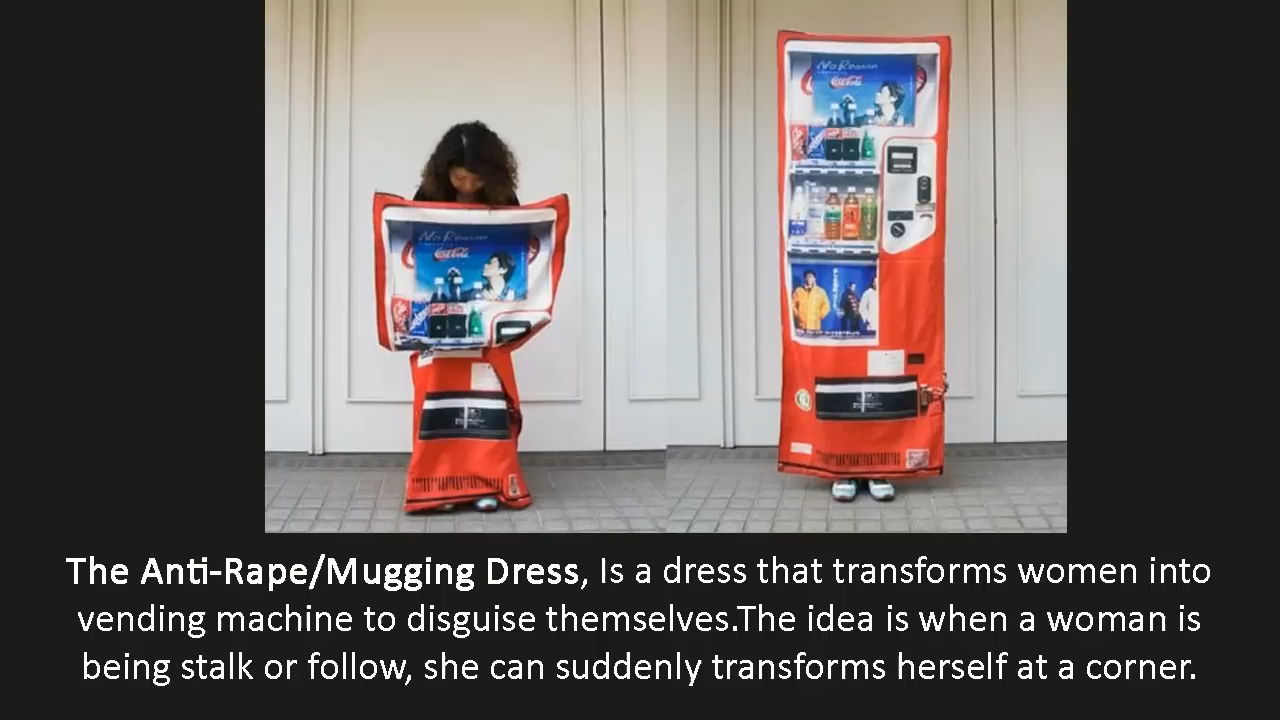 No Reason
Coca-Cola
No Reason
Coca-Cola
The Anti-Rape/Mugging Dress, Is a dress that transforms women into
vending machine to disguise themselves.The idea is when a woman is
being stalk or follow, she can suddenly transforms herself at a corner.